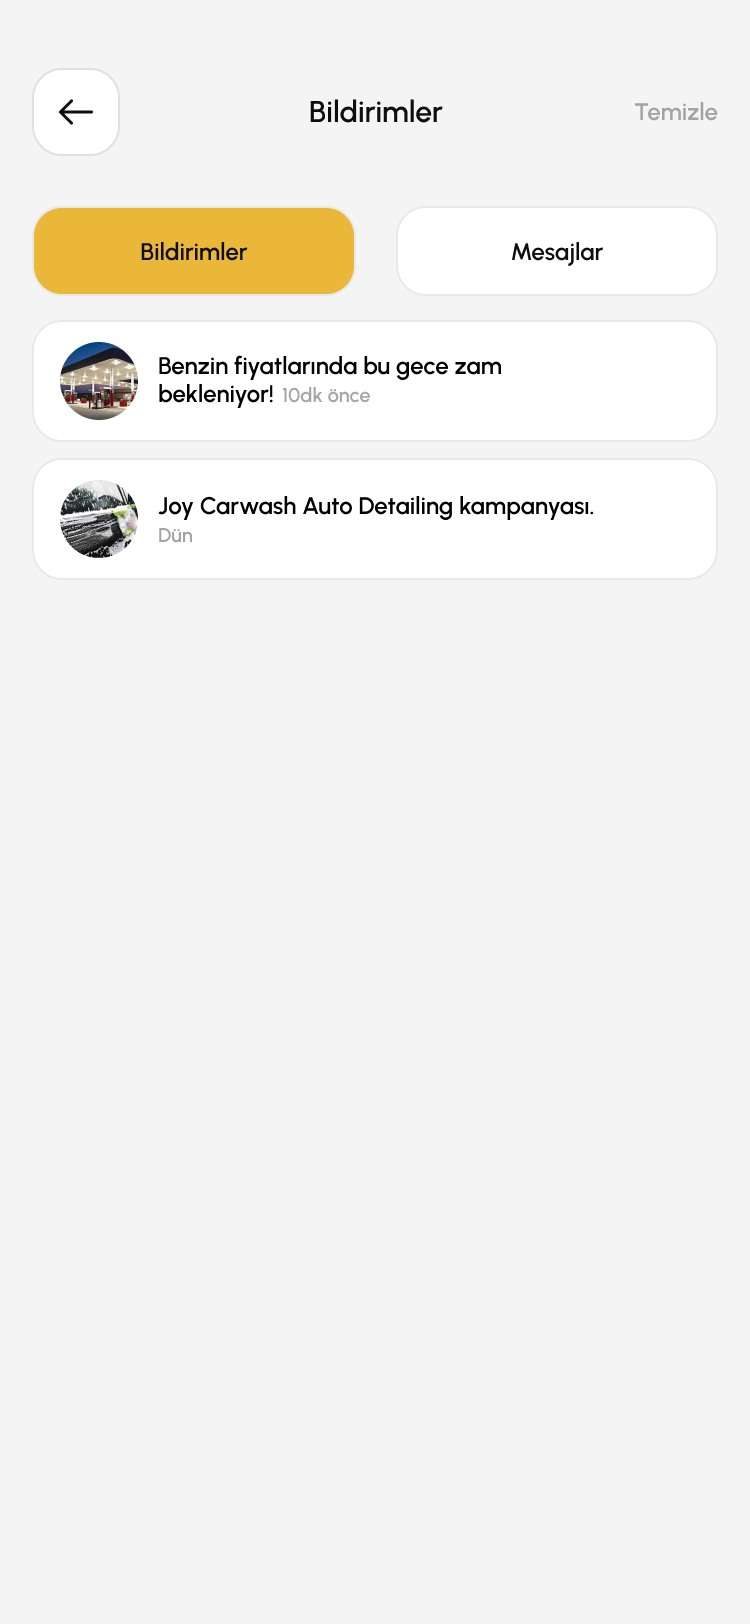 Bildirimler
Temizle
Bildirimler
Mesajlar
Benzin fiyatlarında bu gece zam
bekleniyor! 10dk önce
Joy Carwash Auto Detailing kampanyası.
Dün